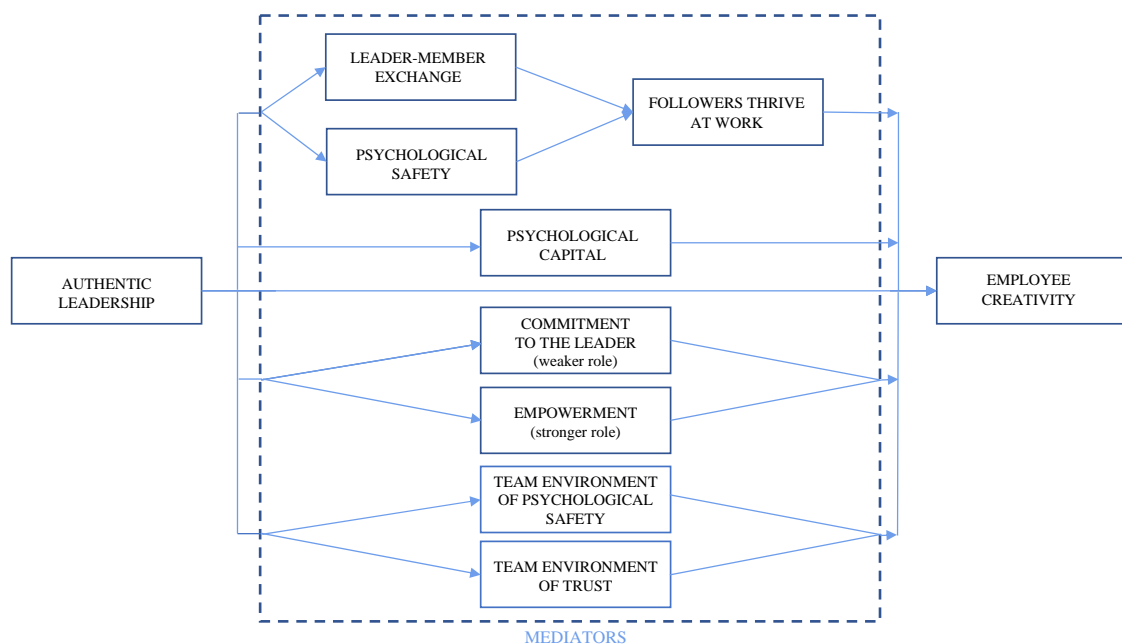 LEADER-MEMBER
EXCHANGE
FOLLOWERS THRIVE
AT WORK
PSYCHOLOGICAL
SAFETY
PSYCHOLOGICAL
CAPITAL
AUTHENTIC
LEADERSHIP
EMPLOYEE
CREATIVITY
COMMITMENT
TO THE LEADER
(weaker role)
EMPOWERMENT
(stronger role)
TEAM ENVIRONMENT
OF PSYCHOLOGICAL
SAFETY
TEAM ENVIRONMENT
OF TRUST
MEDIATORS